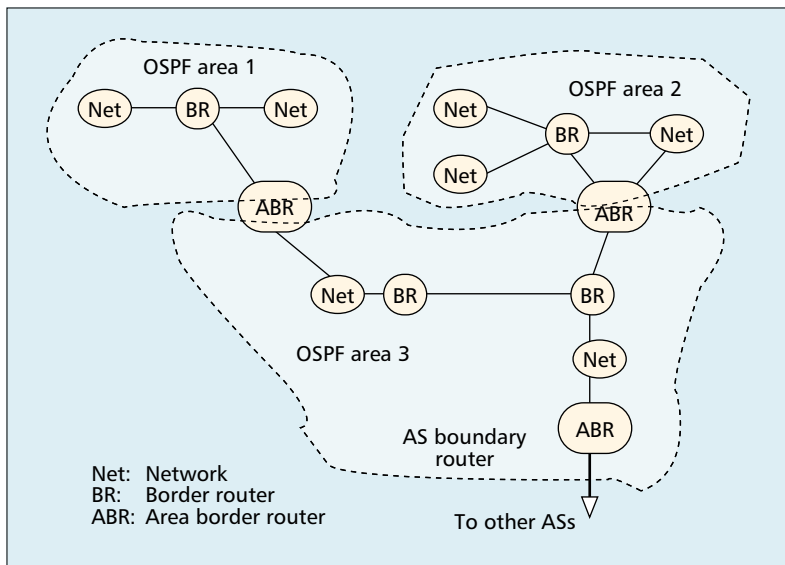 OSPF area 1
OSPF area 2
Net
BR
Net
Net
BR
Net
Net
ABR
ABR
Net
BR
BR
OSPF area 3
Net
AS boundary
router
ABR
Net: Network
BR: Border router
ABR: Area border router
To other ASs